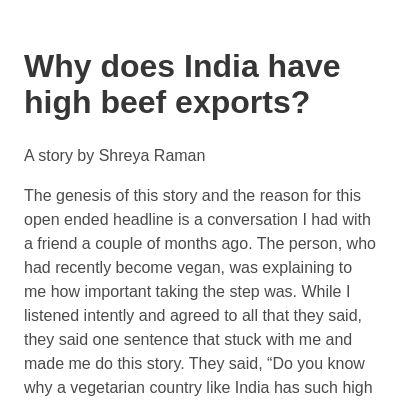 Why does India have
high beef exports?
A story by Shreya Raman
The genesis of this story and the reason for this
open ended headline is a conversation I had with
a friend a couple of months ago. The person, who
had recently become vegan, was explaining to
me how important taking the step was. While I
listened intently and agreed to all that they said,
they said one sentence that stuck with me and
made me do this story. They said, “Do you know
why a vegetarian country like India has such high